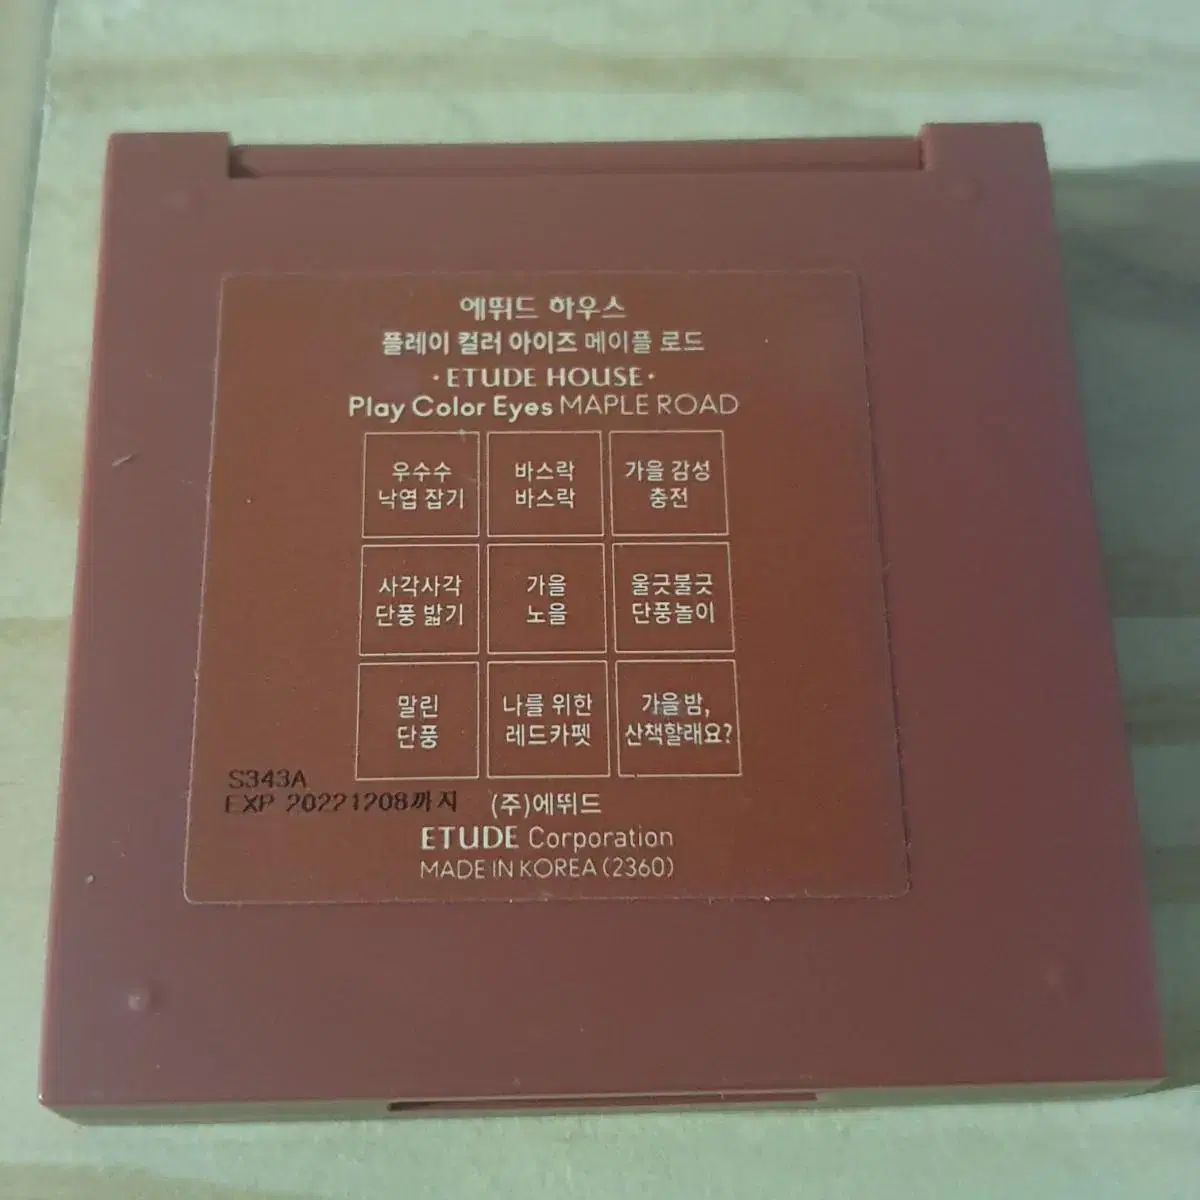 에뛰드 하우스
플레이 컬러 아이즈 메이플 로드
·ETUDE HOUSE·
Play Color Eyes MAPLE ROAD
우수수
낙엽 잡기
바스락
바스락
가을 감성
충전
사각사각
단풍 밟기
가을
노을
울긋불긋
단풍놀이
말린
단풍
나를 위한
레드카펫
가을 밤,
산책할래요?
S343A
EXP 20221208까지
(주)에뛰드
ETUDE Corporation
MADE IN KOREA (2360)